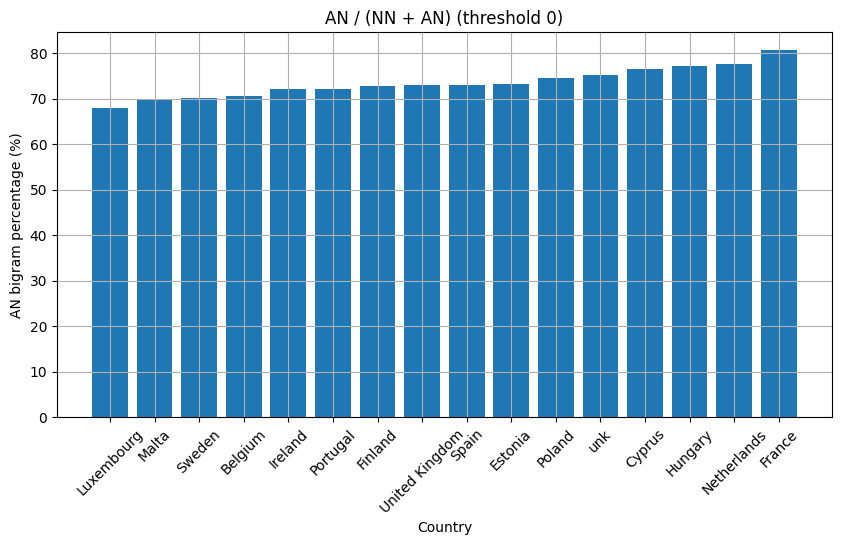 AN / (NN + AN) (threshold 0)
AN bigram percentage (%)
80
70
60
50
40
30
20
10
0
Luxembourg
Malta
Sweden
Belgium
Ireland
Portugal
Finland
United Kingdom
Spain
Estonia
Poland
unk
Cyprus
Hungary
Netherlands
France
Country